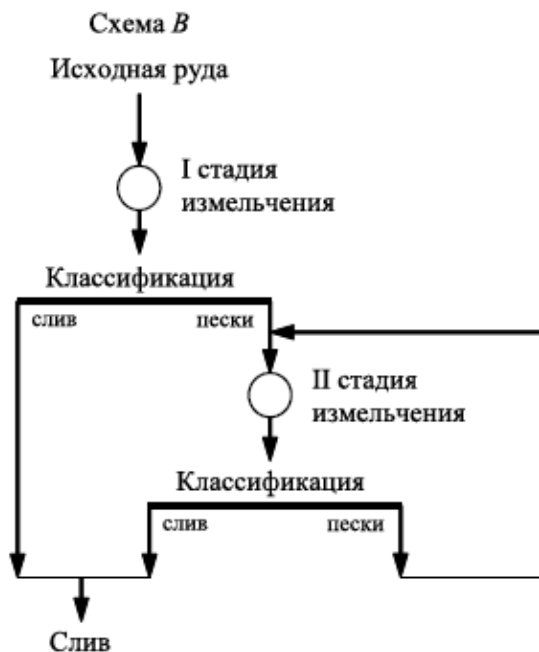 Схема B
Исходная руда
I стадия
измельчения
Классификация
слив пески
II стадия
измельчения
Классификация
слив пески
Слив